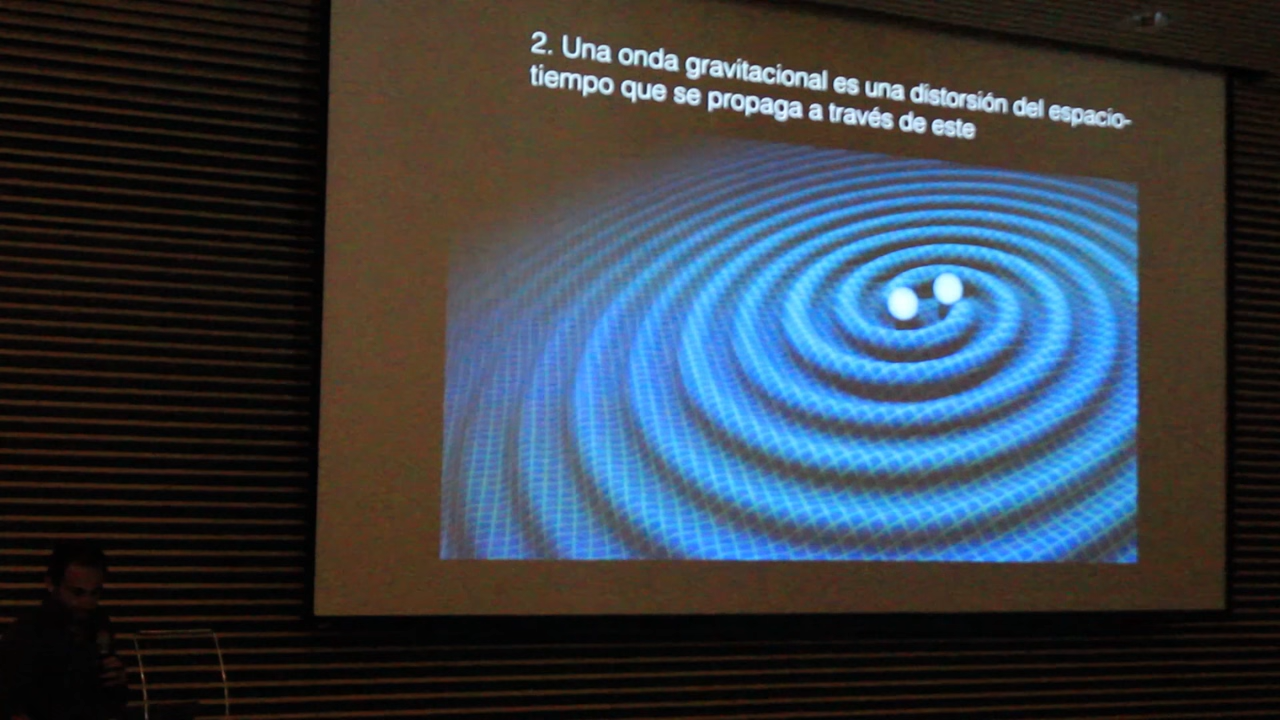 2. Una onda gravitacional es una distorsión del espacio-
tiempo que se propaga a través de este